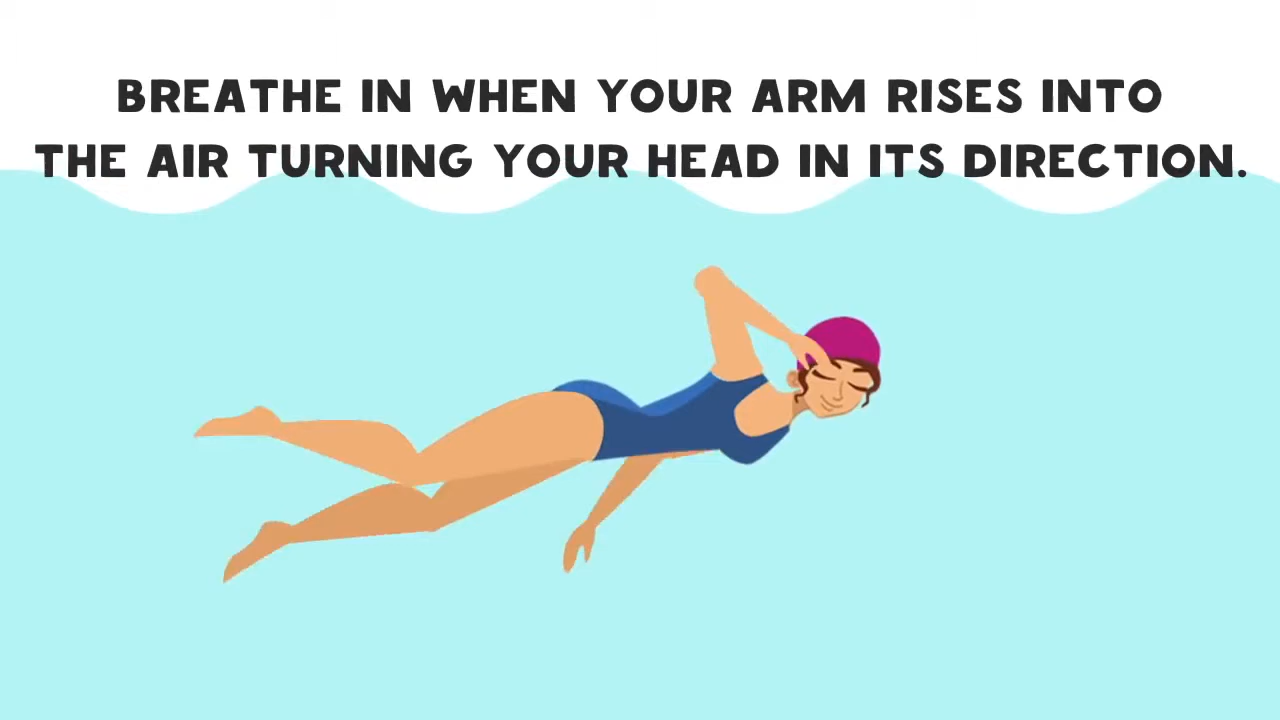 BREATHE IN WHEN YOUR ARM RISES INTO
THE AIR TURNING YOUR HEAD IN ITS DIRECTION.